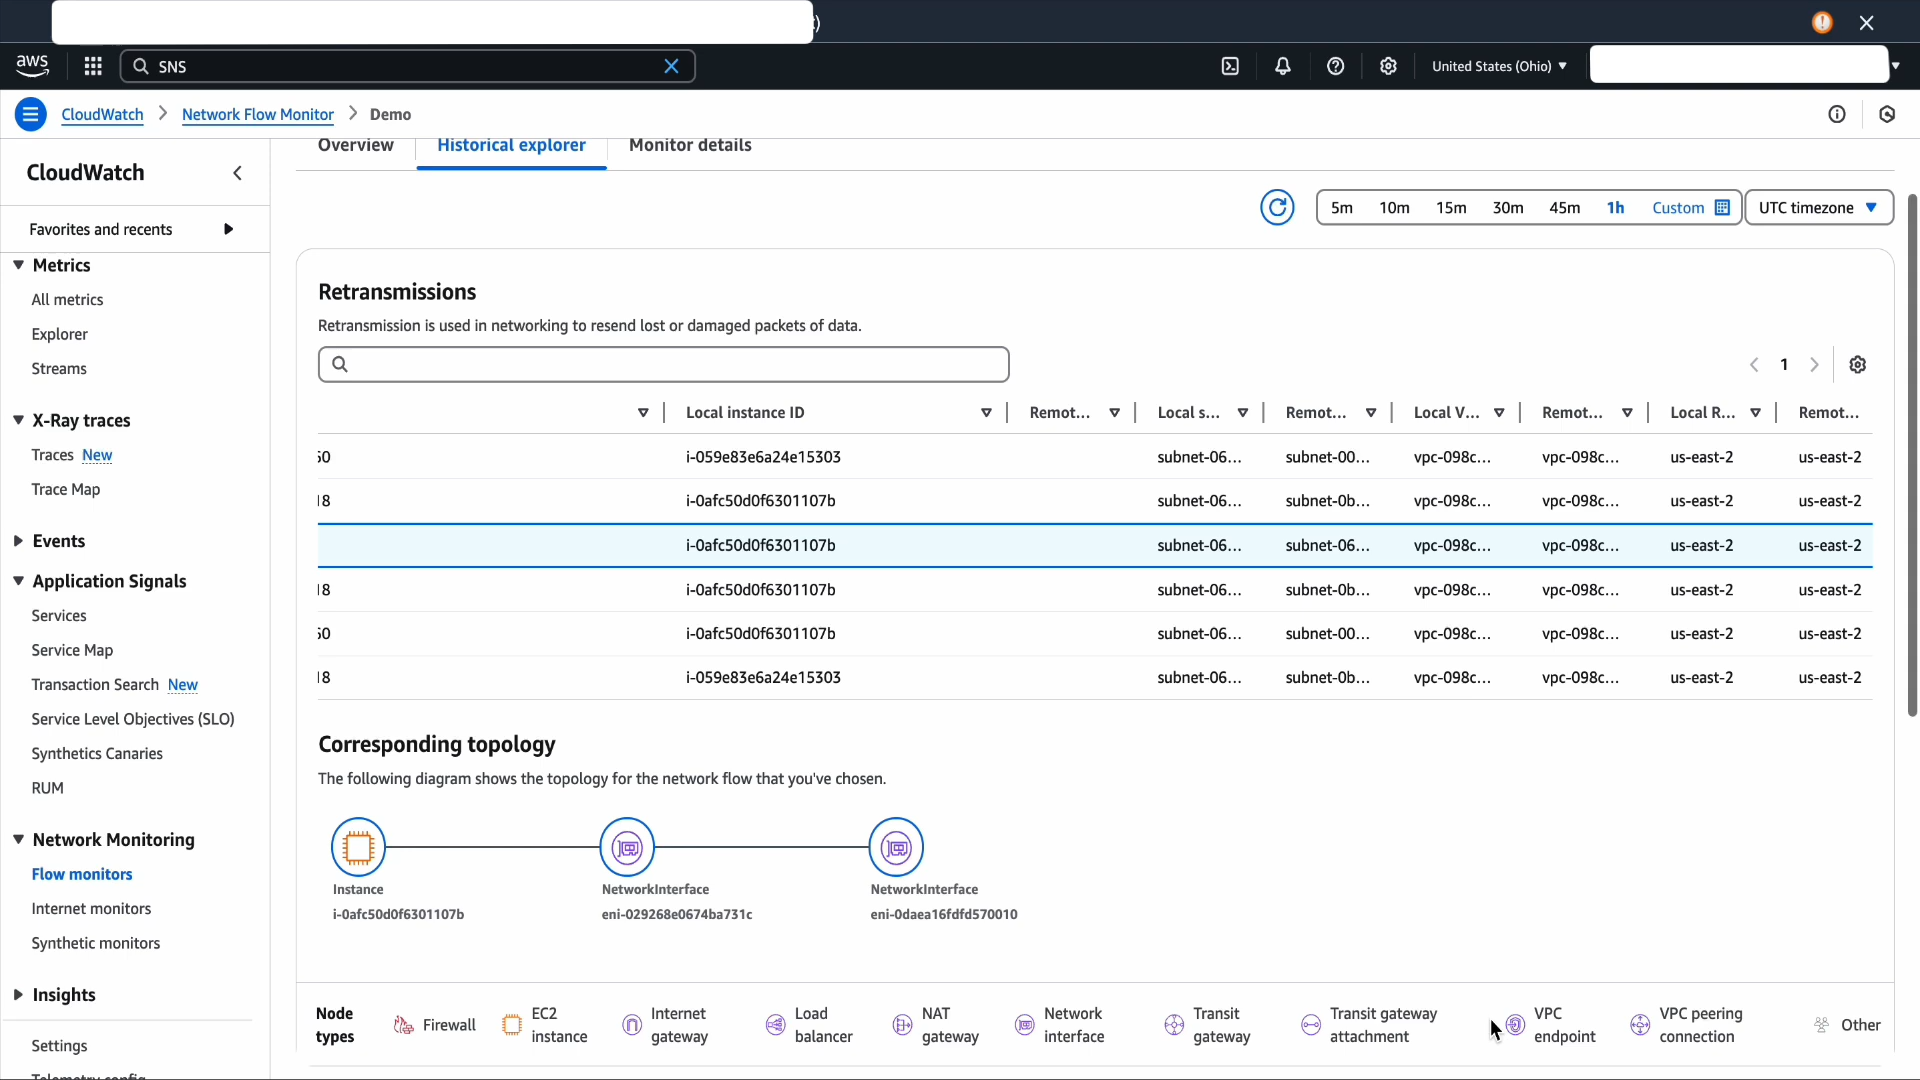 aws
SNS
United States (Ohio)
CloudWatch
Network Flow Monitor
Demo
CloudWatch
Favorites and recents
Metrics
All metrics
Explorer
Streams
X-Ray traces
Traces New
Trace Map
Events
Application Signals
Services
Service Map
Transaction Search New
Service Level Objectives (SLO)
Synthetics Canaries
RUM
Network Monitoring
Flow monitors
Internet monitors
Synthetic monitors
Insights
Settings
Overview
Historical explorer
Monitor details
5m 10m 15m 30m 45m 1h Custom
UTC timezone
Retransmissions
Retransmission is used in networking to resend lost or damaged packets of data.
1
Local instance ID Remot... Local s... Remot... Local V... Remot... Local R... Remot...
i-059e83e6a24e15303 subnet-06... subnet-00... vpc-098c... vpc-098c... us-east-2 us-east-2
18 i-0afc50d0f6301107b subnet-06... subnet-0b... vpc-098c... vpc-098c... us-east-2 us-east-2
i-0afc50d0f6301107b subnet-06... subnet-06... vpc-098c... vpc-098c... us-east-2 us-east-2
18 i-0afc50d0f6301107b subnet-06... subnet-0b... vpc-098c... vpc-098c... us-east-2 us-east-2
i-0afc50d0f6301107b subnet-06... subnet-00... vpc-098c... vpc-098c... us-east-2 us-east-2
18 i-059e83e6a24e15303 subnet-06... subnet-0b... vpc-098c... vpc-098c... us-east-2 us-east-2
Corresponding topology
The following diagram shows the topology for the network flow that you've chosen.
Instance
i-0afc50d0f6301107b
NetworkInterface
eni-029268e0674ba731c
NetworkInterface
eni-0daea16fdfd570010
Node
types
Firewall
EC2
instance
Internet
gateway
Load
balancer
NAT
gateway
Network
interface
Transit
gateway
Transit gateway
attachment
VPC
endpoint
VPC peering
connection
Other